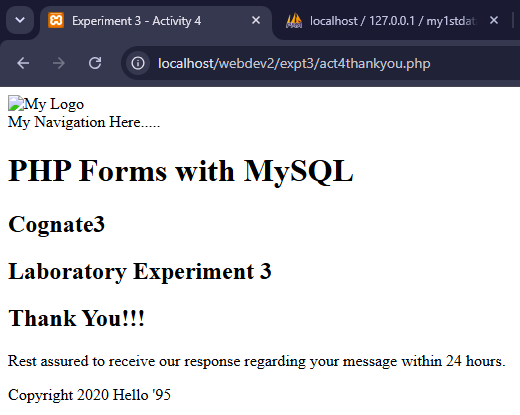 Experiment 3 - Activity 4
localhost / 127.0.0.1 / my1stdat
localhost/webdev2/expt3/act4thankyou.php
My Logo
My Navigation Here.....
PHP Forms with MySQL
Cognate3
Laboratory Experiment 3
Thank You!!!
Rest assured to receive our response regarding your message within 24 hours.
Copyright 2020 Hello '95